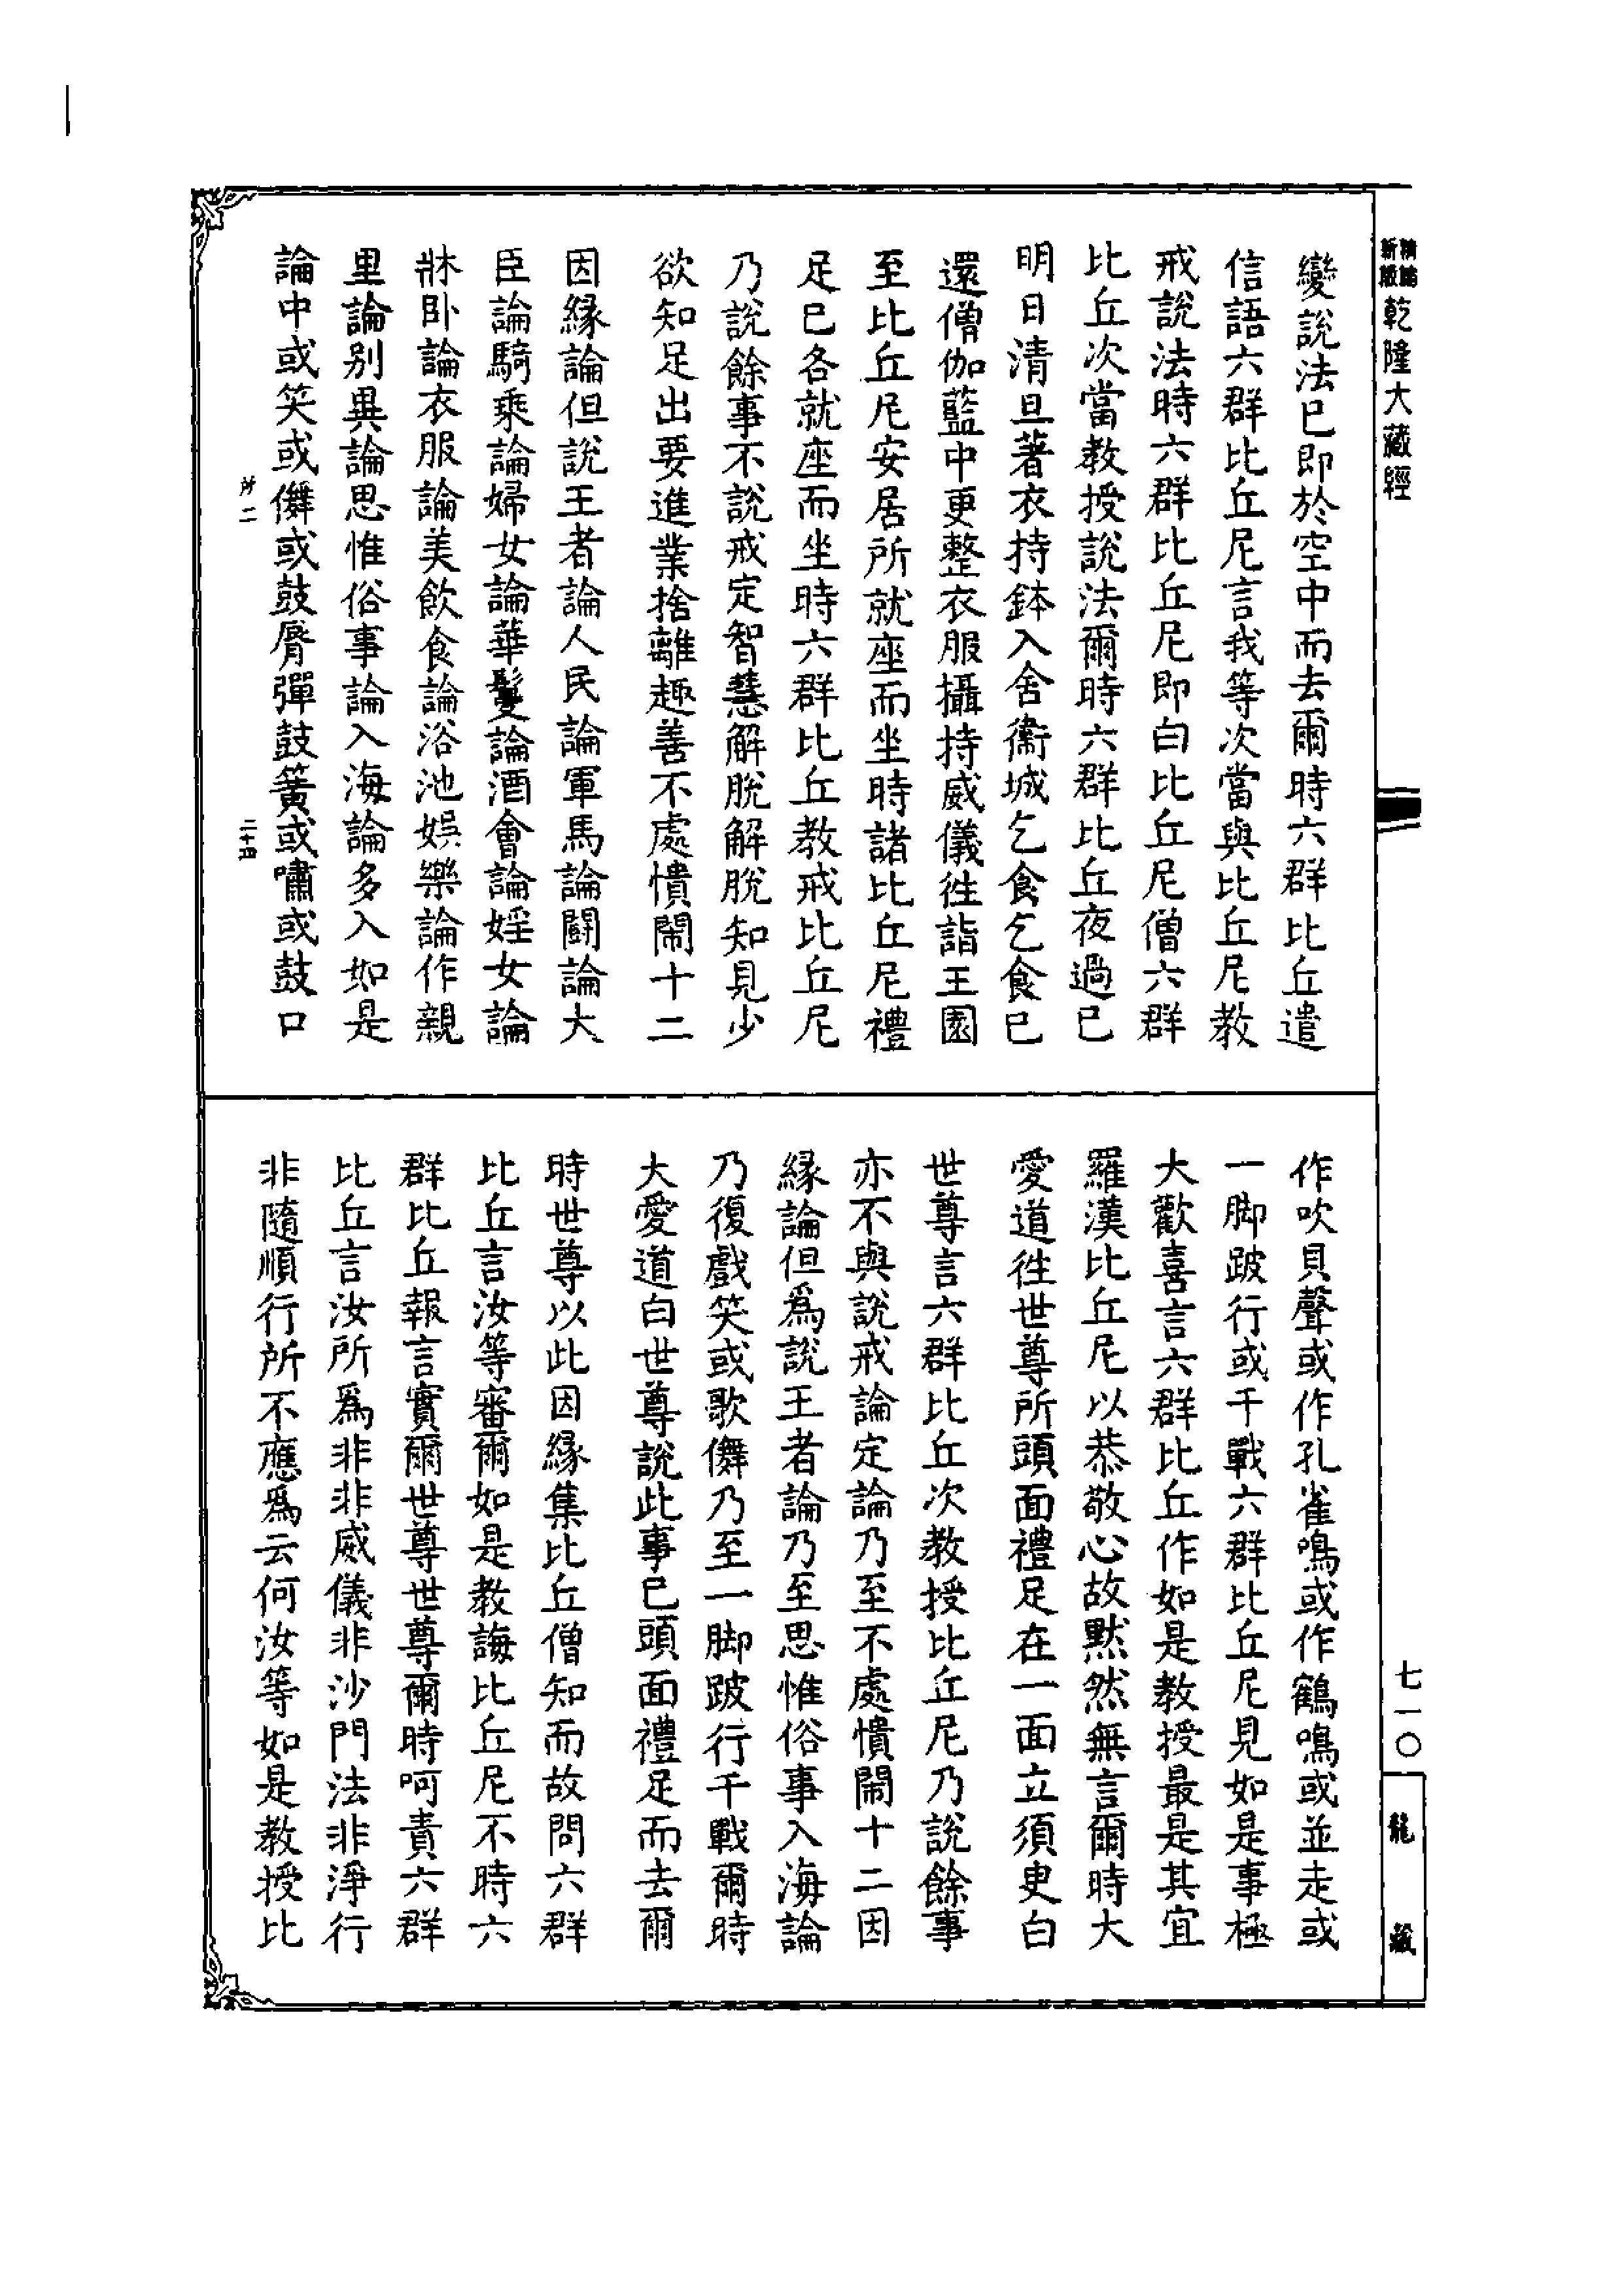 精編新版乾隆大藏經
變說法已即於空中而去爾時六群比丘遣
信語六群比丘尼言我等次當與比丘尼教
戒說法時六群比丘尼即白比丘尼僧六群
比丘次當教授說法爾時六群比丘夜過已
明日清旦著衣持鉢入舍衞城乞食乞食已
還僧伽藍中更整衣服攝持威儀徃詣王園
至比丘尼安居所就座而坐時諸比丘尼禮
足已各就座而坐時六群比丘教戒比丘尼
乃說餘事不說戒定智慧解脫解脫知見少
欲知足出要進業捨離趣善不處憒閙十二
因緣論但說王者論人民論軍馬論鬪論大
臣論騎乘論婦女論華鬘論酒會論婬女論
牀卧論衣服論美飲食論浴池娛樂論作親
里論别異論思惟俗事論入海論多入如是
論中或笑或儛或鼓脣彈鼓簧或嘯或鼓口
所二
二十四
作吹貝聲或作孔雀鳴或作鶴鳴或並走或
一脚跛行或千戰六群比丘尼見如是事極
大歡喜言六群比丘作如是教授最是其宜
羅漢比丘尼以恭敬心故默然無言爾時大
愛道徃世尊所頭面禮足在一面立須臾白
世尊言六群比丘次教授比丘尼乃說餘事
亦不與說戒論定論乃至不處憒閙十二因
緣論但爲說王者論乃至思惟俗事入海論
乃復戲笑或歌儛乃至一脚跛行千戰爾時
大愛道白世尊說此事已頭面禮足而去爾
時世尊以此因緣集比丘僧知而故問六群
比丘言汝等審爾如是教誨比丘尼不時六
群比丘報言實爾世尊世尊爾時呵責六群
比丘言汝所爲非非威儀非沙門法非淨行
非隨順行所不應爲云何汝等如是教授比
七一〇
龍藏